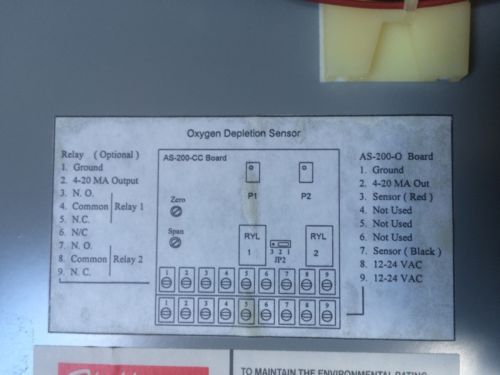 Oxygen Depletion Sensor
Relay ( Optional )
1. Ground
2. 4-20 MA Output
3. N. O.
4. Common
5. N.C.
Relay 1
6. N/C
7. N. O.
8. Common
9. N. C.
Relay 2
AS-200-CC Board
P1
P2
Zero
Span
RYL
1
3 2 1
JP2
RYL
2
1 2 3 4 5 6 7 8 9
1 2 3 4 5 6 7 8 9
AS-200-O Board
1. Ground
2. 4-20 MA Out
3. Sensor ( Red )
4. Not Used
5. Not Used
6. Not Used
7. Sensor ( Black )
8. 12-24 VAC
9. 12-24 VAC
TO MAINTAIN THE ENVIRONMENTAL RATING